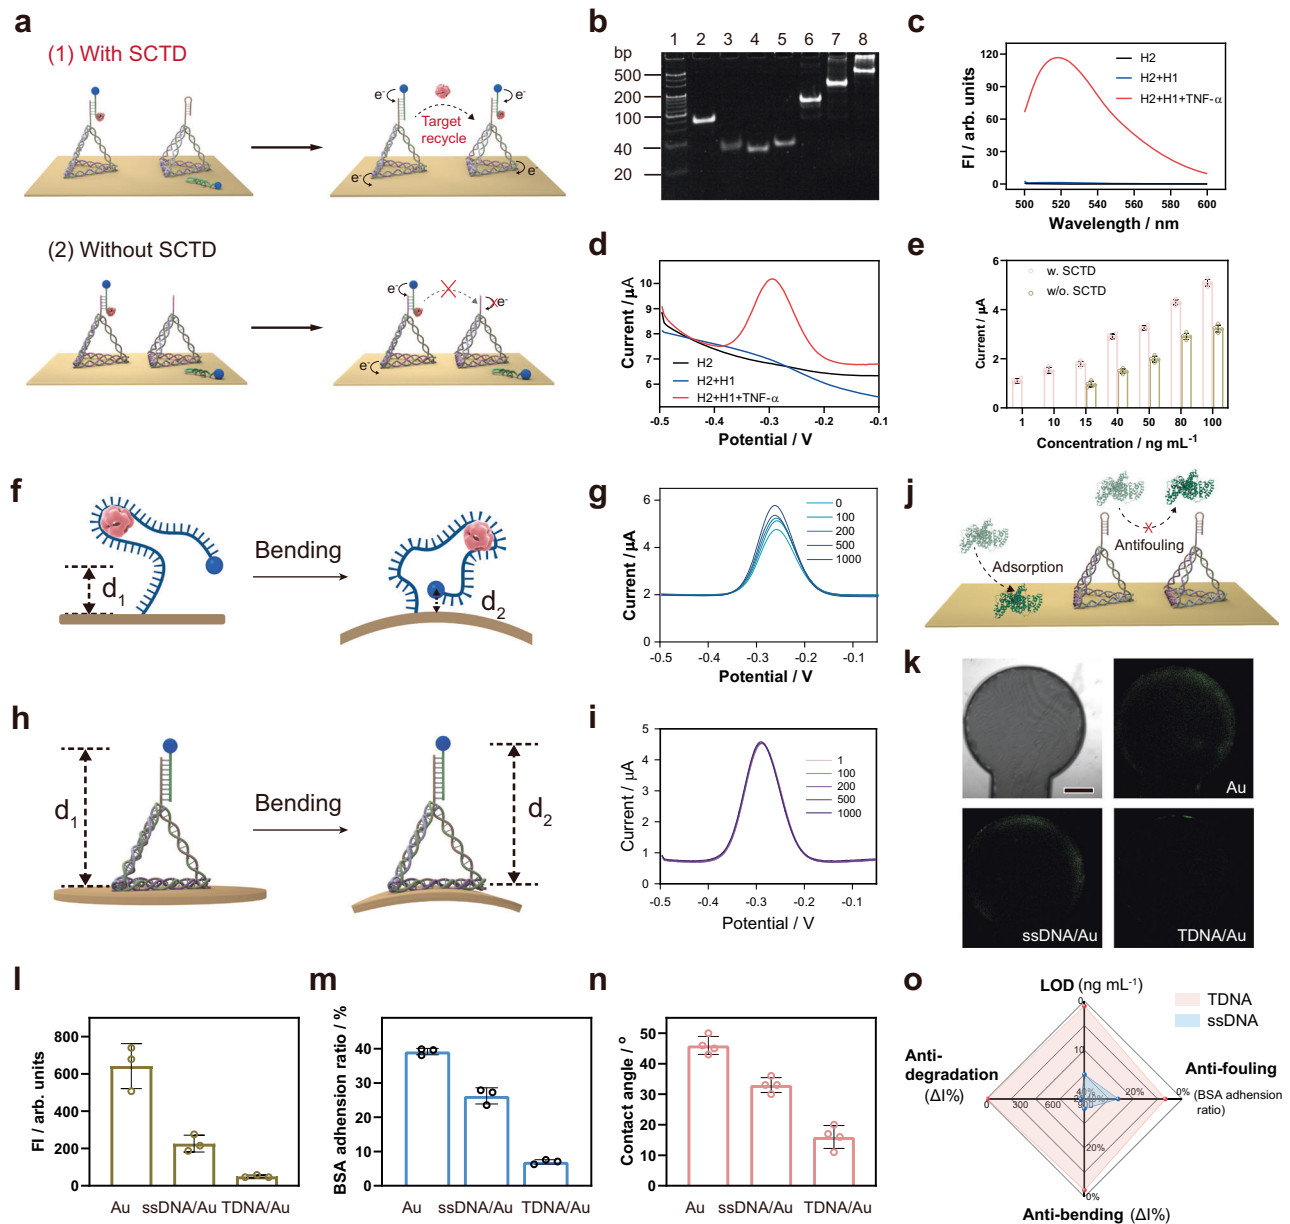 a
(1) With SCTD
e-
Target
recycle
e-
e-
e-
(2) Without SCTD
e-
e-
e-
b
1 2 3 4 5 6 7 8
bp
500
200
100
40
20
c
FI / arb. units
120
90
60
30
0
500 520 540 560 580 600
Wavelength / nm
H2
H2+H1
H2+H1+TNF-α
d
Current / μA
10
8
7
6
-0.5 -0.4 -0.3 -0.2 -0.1
Potential / V
H2
H2+H1
H2+H1+TNF-α
e
Current / μA
6
4
2
0
1 10 15 40 50 80 100
Concentration / ng mL-1
w. SCTD
w/o. SCTD
f
d1
Bending
d2
g
Current / μA
6
4
2
0
-0.5 -0.4 -0.3 -0.2 -0.1
Potential / V
0
100
200
500
1000
h
d1
Bending
d2
i
Current / μA
5
4
3
2
1
0
-0.5 -0.4 -0.3 -0.2 -0.1
Potential / V
1
100
200
500
1000
j
Adsorption
Antifouling
k
Au
ssDNA/Au
TDNA/Au
l
FI / arb. units
800
600
400
200
0
Au ssDNA/Au TDNA/Au
m
BSA adhension ratio / %
40
30
20
10
0
Au ssDNA/Au TDNA/Au
n
Contact angle / °
50
40
30
20
10
0
Au ssDNA/Au TDNA/Au
o
LOD (ng mL-1)
0
10
TDNA
ssDNA
Anti-
degradation
(ΔI%)
0 300 600 900
Anti-fouling
(BSA adhension
ratio)
0%
20%
40%
20%
0%
Anti-bending (ΔI%)